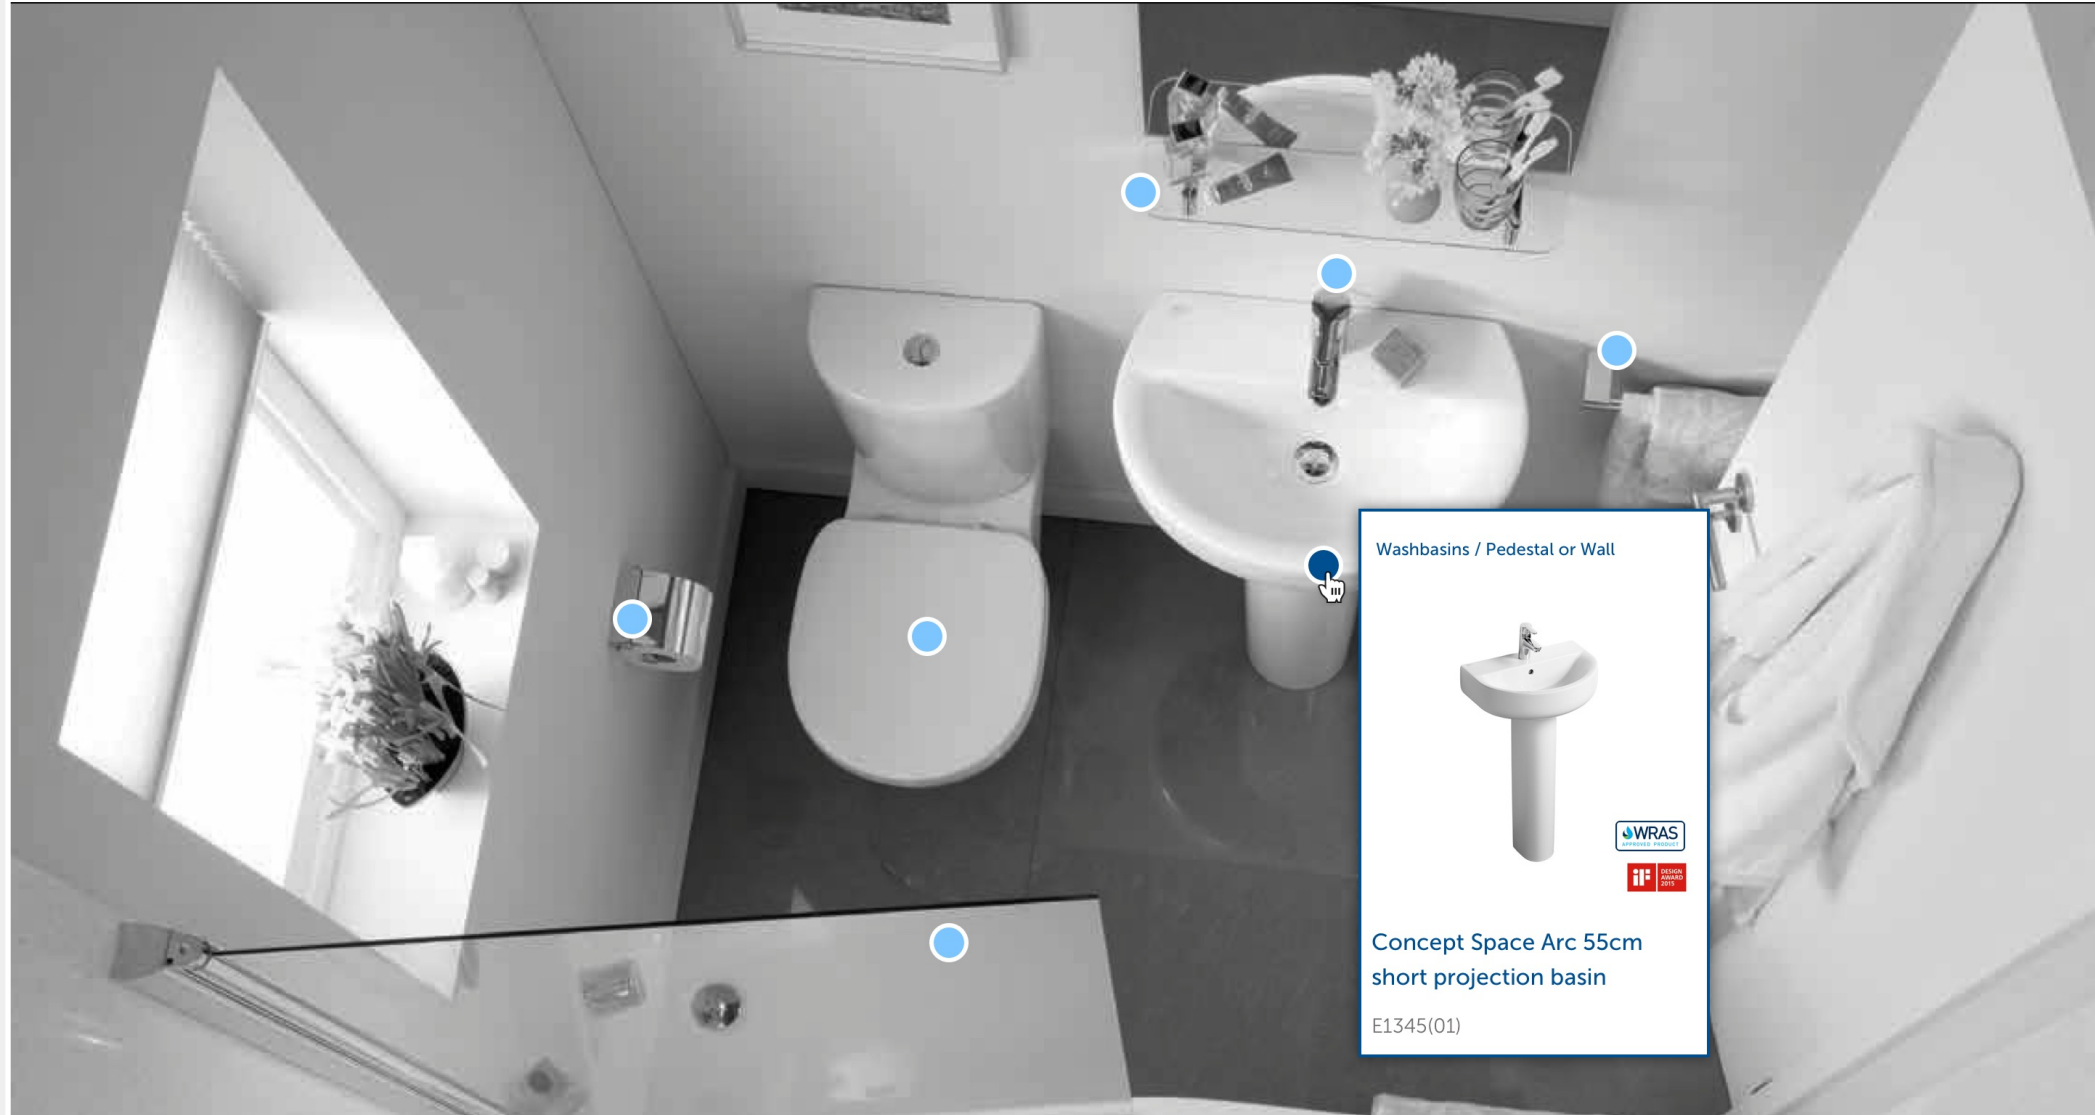 Washbasins / Pedestal or Wall
WRAS
APPROVED PRODUCT
iF
DESIGN
AWARD
2015
Concept Space Arc 55cm
short projection basin
E1345(01)